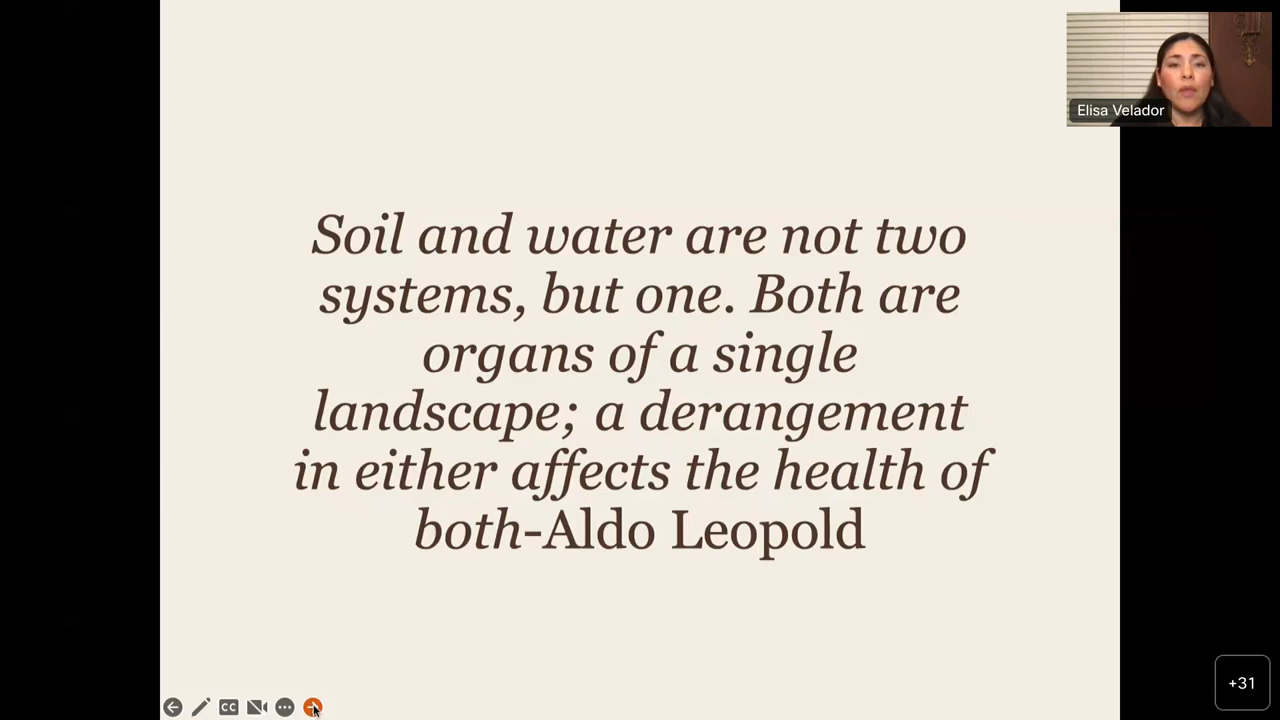 Elisa Velador
Soil and water are not two
systems, but one. Both are
organs of a single
landscape; a derangement
in either affects the health of
both-Aldo Leopold
CC
+31